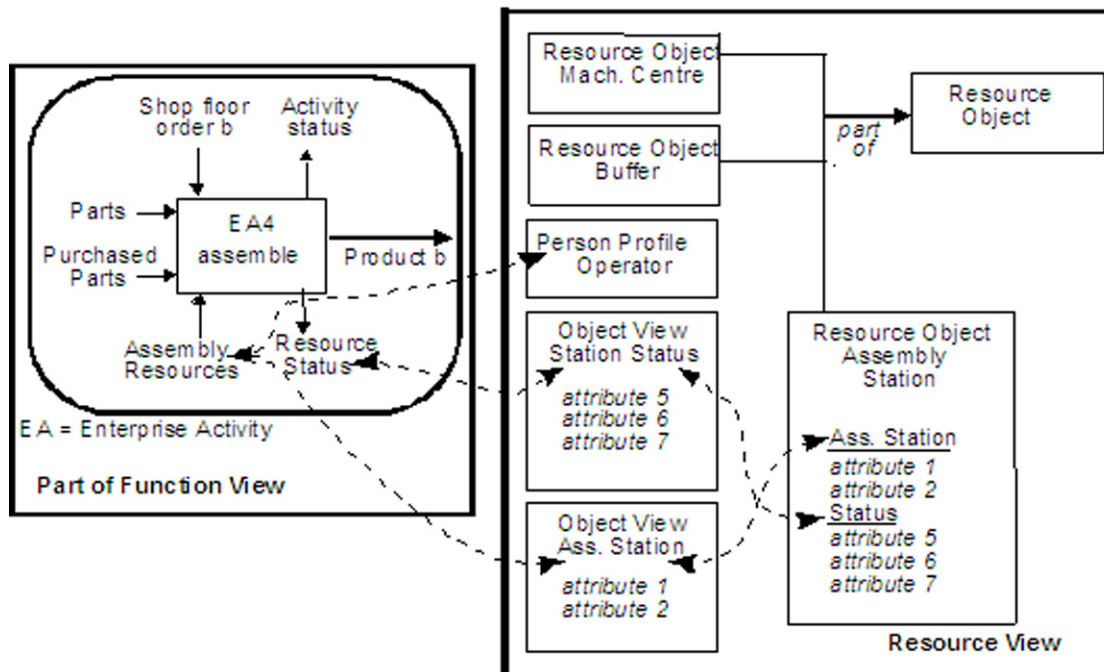 Shop floor
order b
Activity
status
Parts
EA4
assemble
Purchased
Parts
Product b
Assembly
Resources
Resource
Status
EA = Enterprise Activity
Part of Function View
Resource Object
Mach. Centre
Resource Object
Buffer
part
of
Resource
Object
Person Profile
Operator
Object View
Station Status
attribute 5
attribute 6
attribute 7
Object View
Ass. Station
attribute 1
attribute 2
Resource Object
Assembly
Station
Ass. Station
attribute 1
attribute 2
Status
attribute 5
attribute 6
attribute 7
Resource View